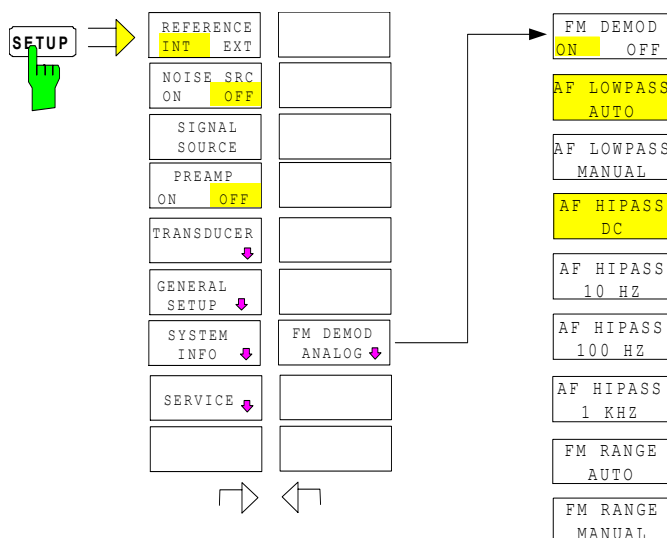 SETUP
REFERENCE
INT EXT
NOISE SRC
ON OFF
SIGNAL
SOURCE
PREAMP
ON OFF
TRANSDUCER
GENERAL
SETUP
SYSTEM
INFO
SERVICE
FM DEMOD
ANALOG
FM DEMOD
ON OFF
AF LOWPASS
AUTO
AF LOWPASS
MANUAL
AF HIPASS
DC
AF HIPASS
10 HZ
AF HIPASS
100 HZ
AF HIPASS
1 KHZ
FM RANGE
AUTO
FM RANGE
MANUAL